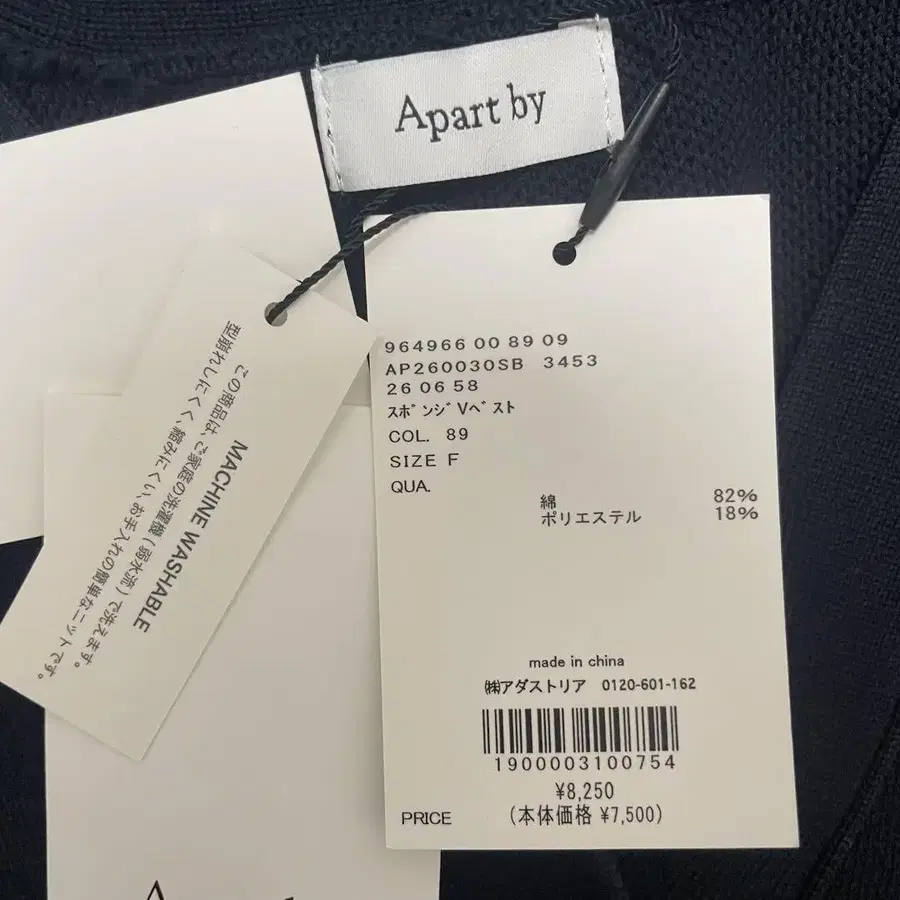 Apart by
964966 00 89 09
AP260030SB 3453
26 06 58
ｽﾎﾟﾝｼﾞVﾍﾞｽﾄ
COL. 89
SIZE F
QUA.
綿 82%
ポリエステル 18%
made in china
㈱アダストリア 0120-601-162
1900003100754
¥8,250
PRICE (本体価格 ¥7,500)
MACHINE WASHABLE
この商品は、ご家庭の洗濯機(弱水流)で洗えます。
型崩れしにくく、縮みにくい、お手入れの簡単なニットです。